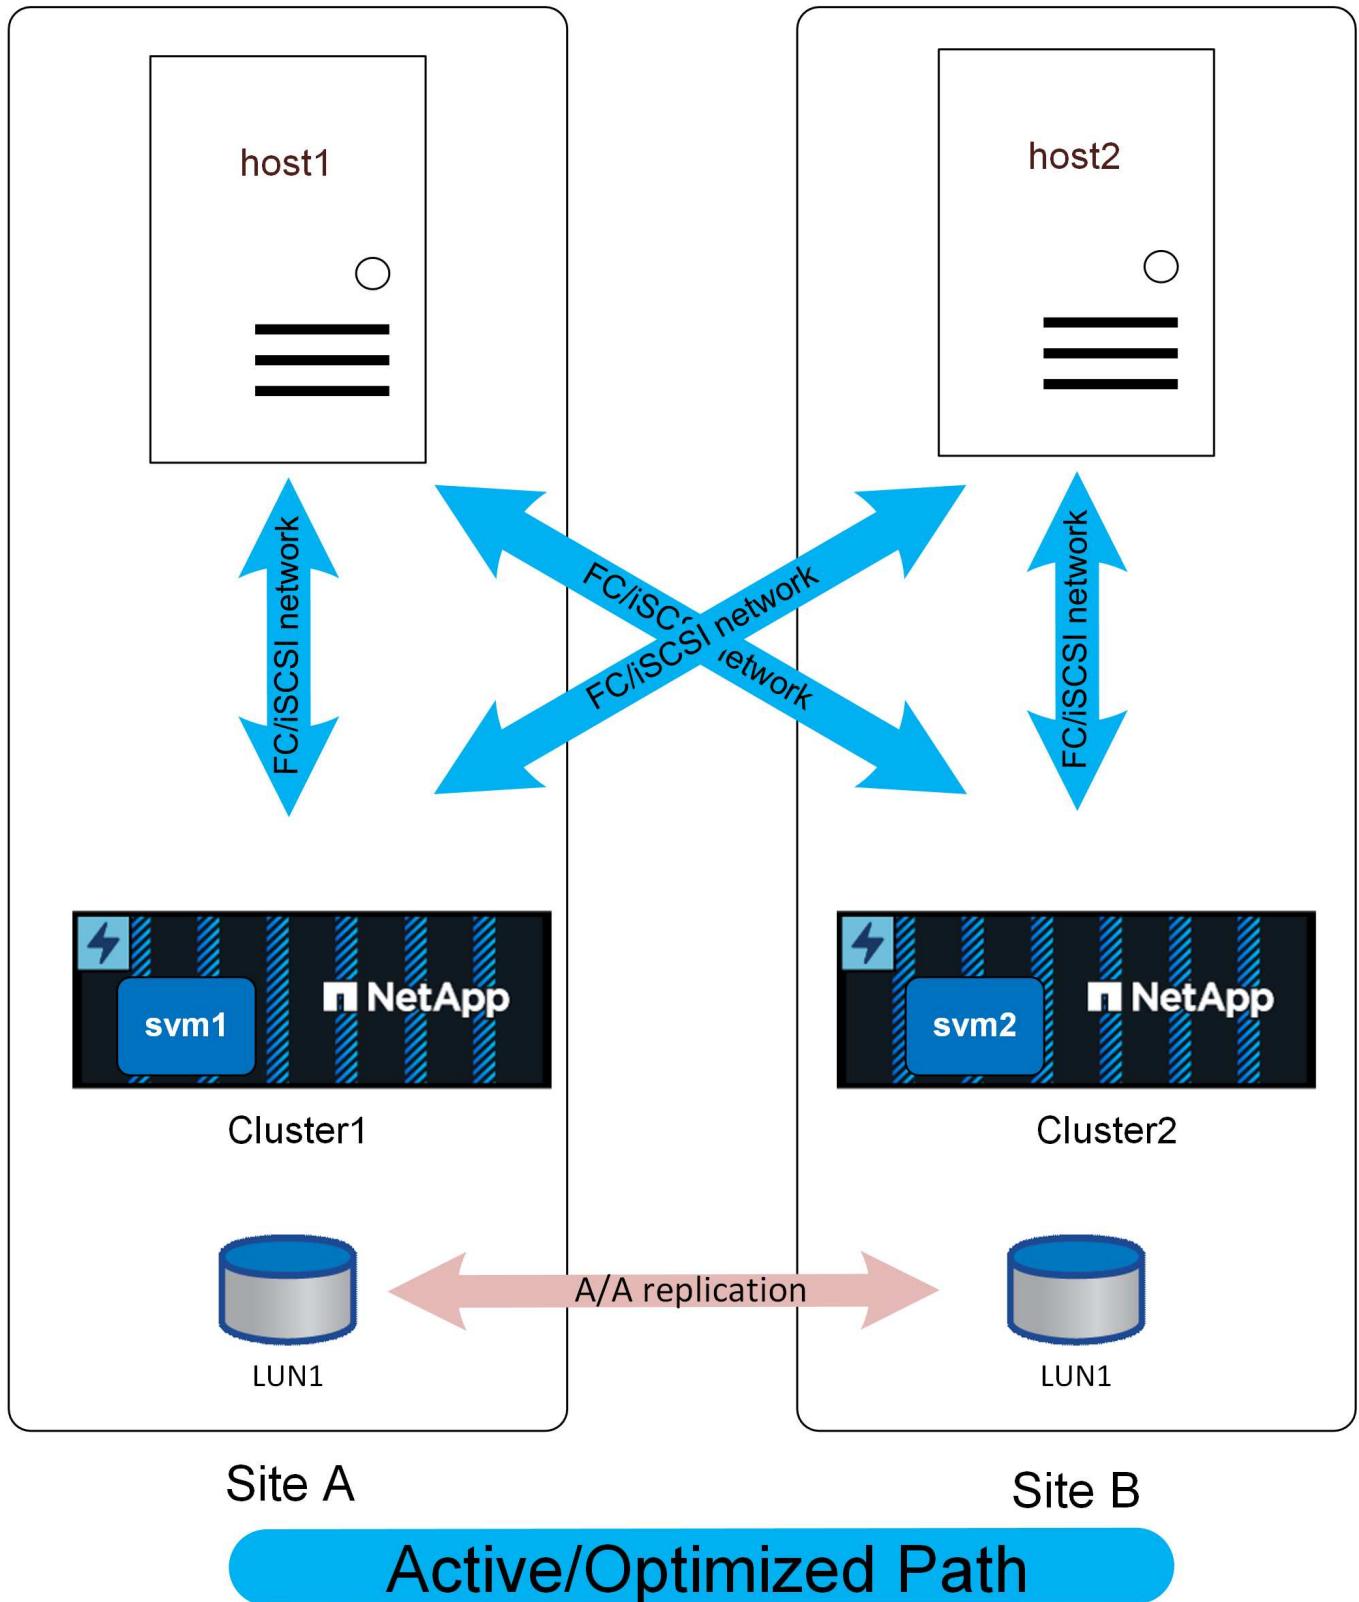 host1
host2
FC/iSCSI network
FC/iSC network
FC/iSCSI network
FC/iSCSI network
svm1
NetApp
svm2
NetApp
Cluster1
Cluster2
A/A replication
LUN1
LUN1
Site A
Site B
Active/Optimized Path